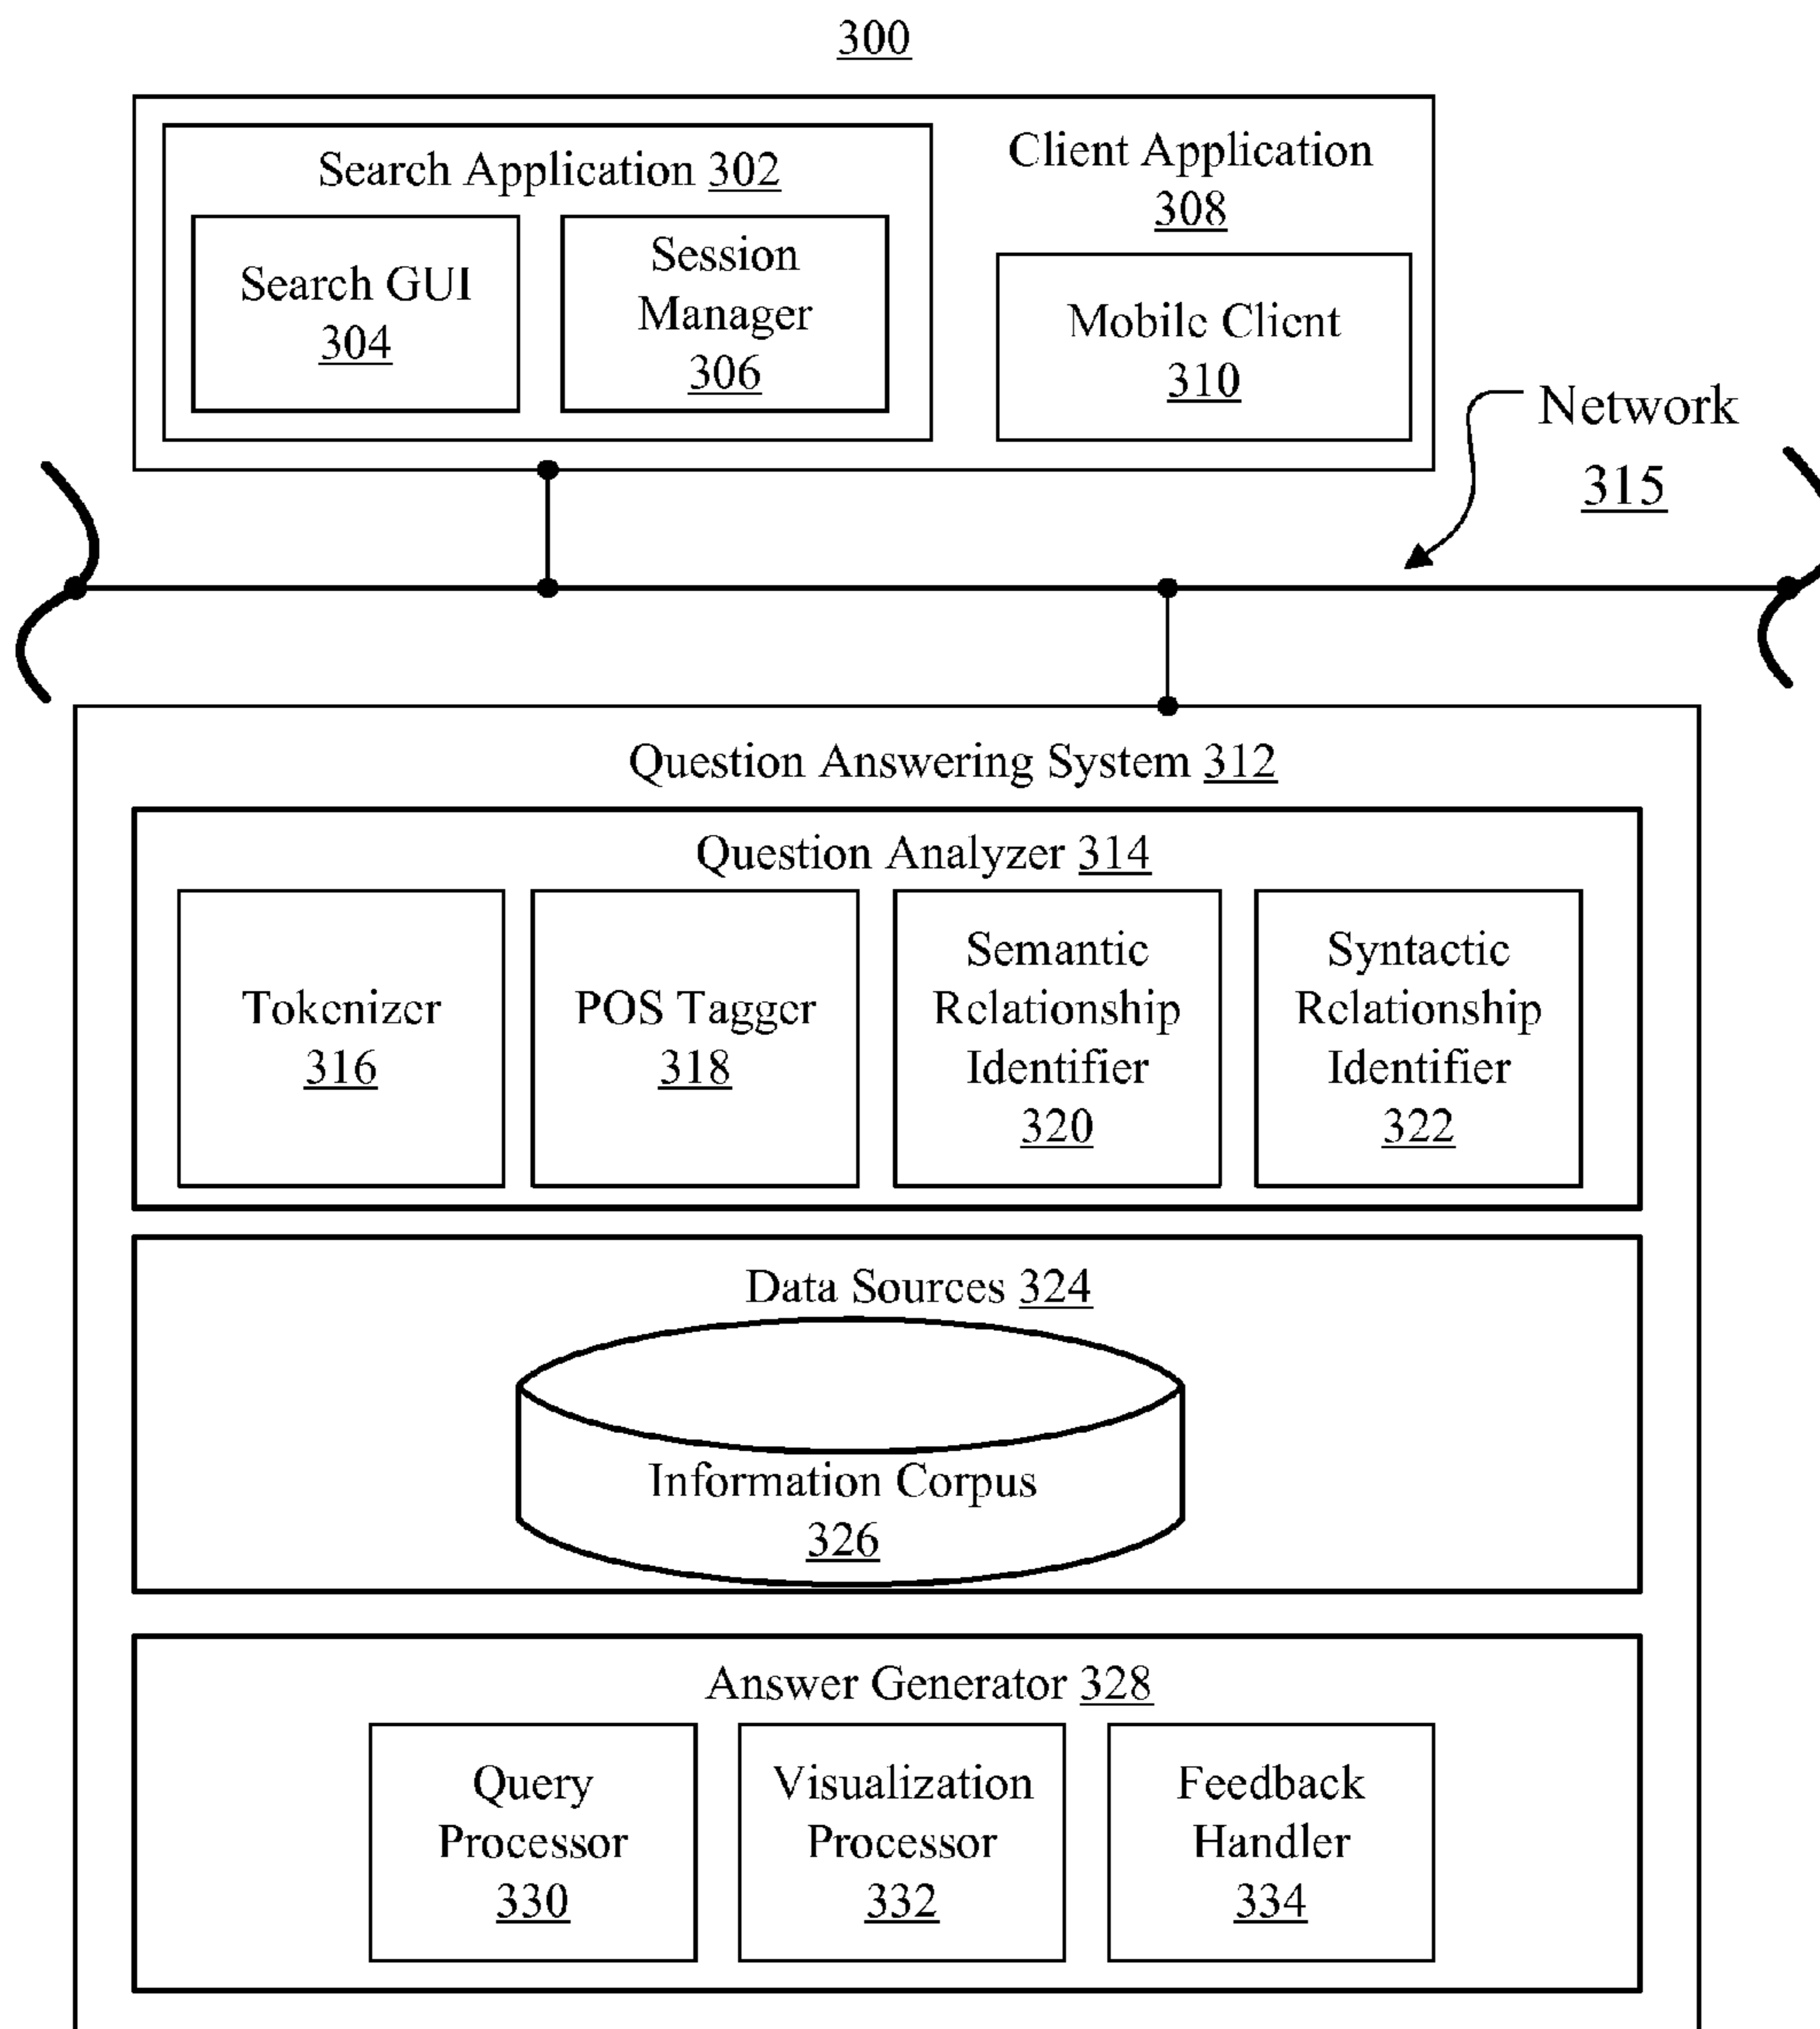 300
Search Application 302
Search GUI
304
Session
Manager
306
Client Application
308
Mobile Client
310
Network
315
Question Answering System 312
Question Analyzer 314
Tokenizer
316
POS Tagger
318
Semantic
Relationship
Identifier
320
Syntactic
Relationship
Identifier
322
Data Sources 324
Information Corpus
326
Answer Generator 328
Query
Processor
330
Visualization
Processor
332
Feedback
Handler
334